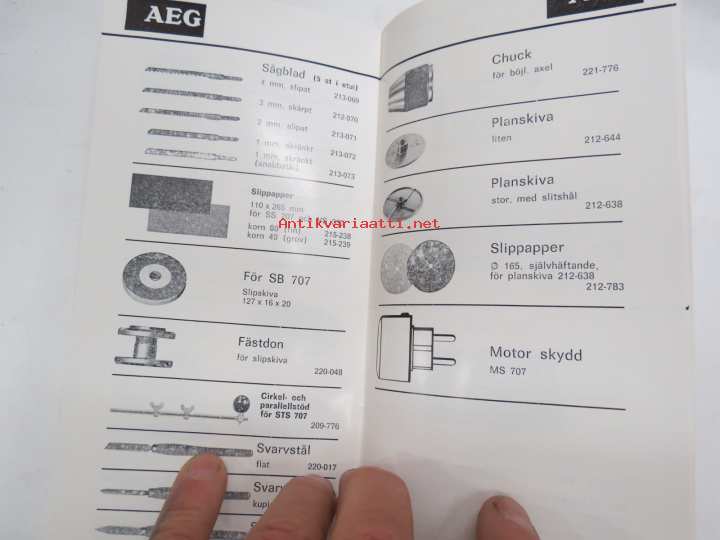 AEG
Sågblad (5 st i etui)
mm, slipat
213-069
3 mm, skärpt
212-070
2 mm, slipat
213-071
1 mm, skränkt
213-072
1 mm, skränkt
213-073
Slippapper
110 x 265 mm
för SS 707
korn 80 (fin) 215-238
korn 40 (grov) 215-239
För SB 707
Slipskiva
127 x 16 x 20
Fästdon
för slipskiva
220-048
Cirkel- och
parallellstöd
för STS 707
209-776
Svarvstål
flat 220-017
Chuck
för böjl. axel
221-776
Planskiva
liten
212-644
Planskiva
stor, med slitshål
212-638
Slippapper
∅ 165, självhäftande,
för planskiva 212-638
212-783
Motor skydd
MS 707
Antikvariaatti.net